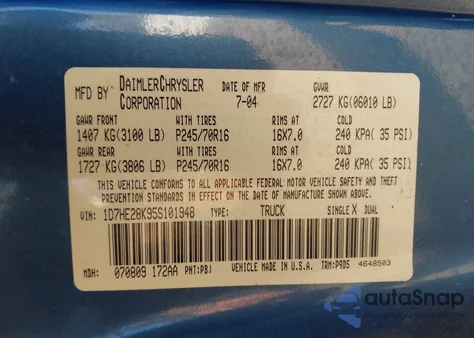 MFD BY DAIMLERCHRYSLER CORPORATION DATE OF MFR 7-04 GVWR 2727 KG(06010 LB)
GAWR FRONT WITH TIRES RIMS AT COLD
1407 KG(3100 LB) P245/70R16 16X7.0 240 KPA( 35 PSI)
GAWR REAR WITH TIRES RIMS AT COLD
1727 KG(3806 LB) P245/70R16 16X7.0 240 KPA( 35 PSI)
THIS VEHICLE CONFORMS TO ALL APPLICABLE FEDERAL MOTOR VEHICLE SAFETY AND THEFT
PREVENTION STANDARDS IN EFFECT ON THE DATE OF MANUFACTURE SHOWN ABOVE
VIN: 1D7HE28K95S101948 TYPE: TRUCK SINGLE X DUAL
MDH: 070809 172AA PNT:PBJ VEHICLE MADE IN U.S.A. TRM:P9D5 4648503
autoSnap